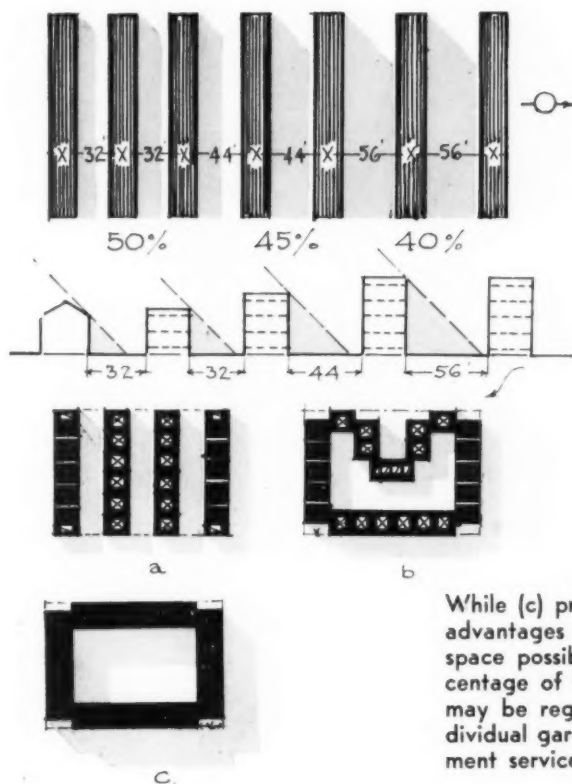 X X X X X X X
32' 32' 44' 44' 56' 56'
50% 45% 40%
32 32 44 56
a b
c.
While (c) pr
advantages
space possib
centage of
may be reg
dividual gar
ment service